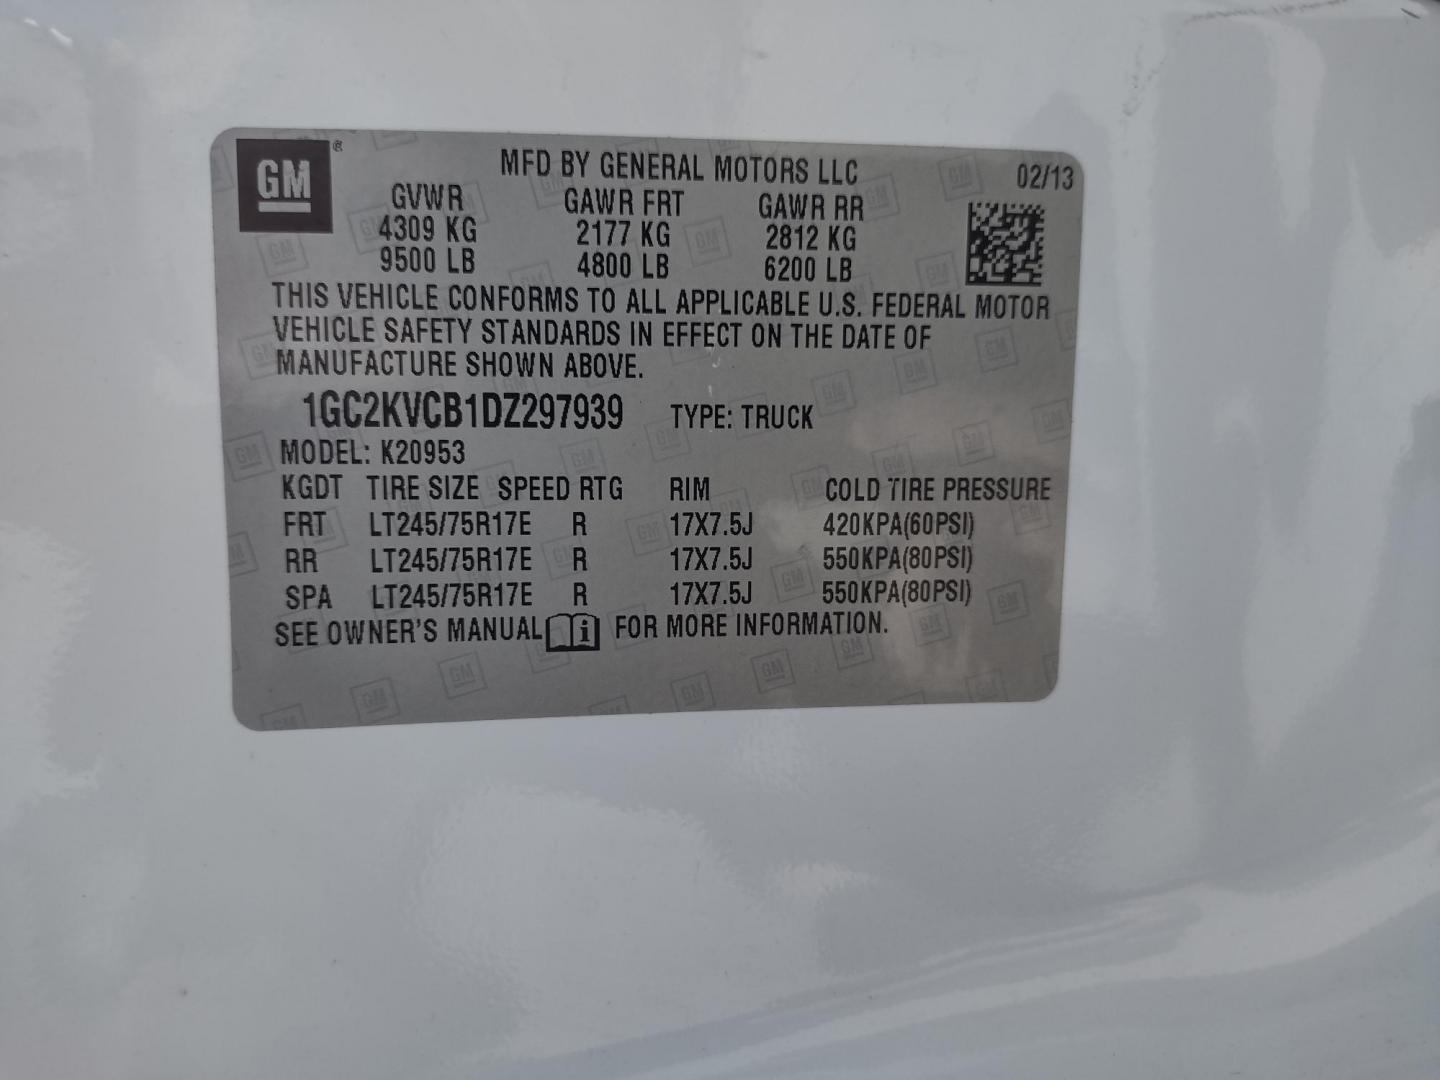 GM ® MFD BY GENERAL MOTORS LLC 02/13
GVWR GAWR FRT GAWR RR
4309 KG 2177 KG 2812 KG
9500 LB 4800 LB 6200 LB
THIS VEHICLE CONFORMS TO ALL APPLICABLE U.S. FEDERAL MOTOR
VEHICLE SAFETY STANDARDS IN EFFECT ON THE DATE OF
MANUFACTURE SHOWN ABOVE.
1GC2KVCB1DZ297939 TYPE: TRUCK
MODEL: K20953
KGDT TIRE SIZE SPEED RTG RIM COLD TIRE PRESSURE
FRT LT245/75R17E R 17X7.5J 420KPA(60PSI)
RR LT245/75R17E R 17X7.5J 550KPA(80PSI)
SPA LT245/75R17E R 17X7.5J 550KPA(80PSI)
SEE OWNER'S MANUAL i FOR MORE INFORMATION.